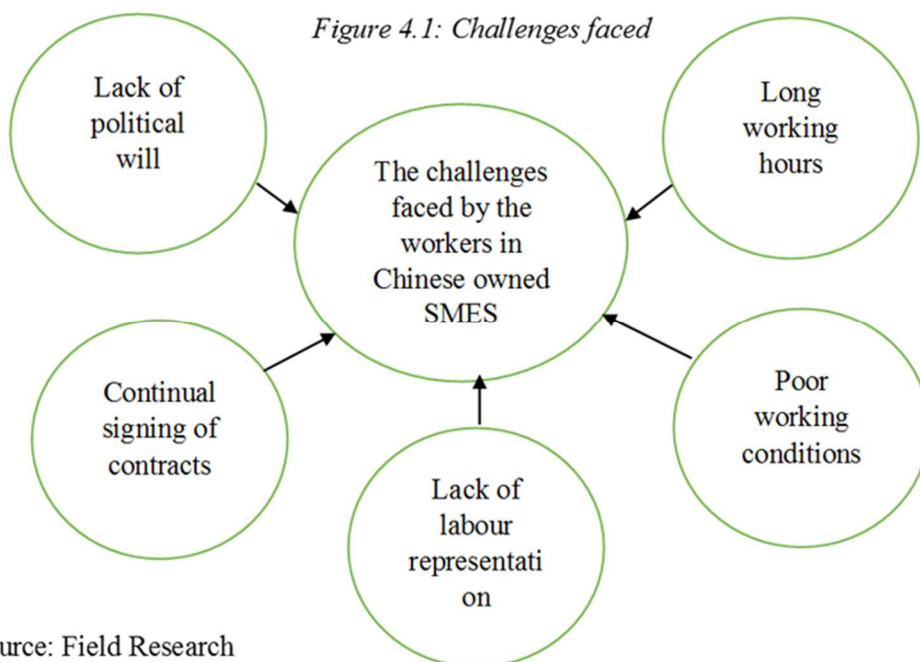 Figure 4.1: Challenges faced
Lack of
political
will
The challenges
faced by the
workers in
Chinese owned
SMES
Long
working
hours
Continual
signing of
contracts
Lack of
labour
representati
on
Poor
working
conditions
urce: Field Research